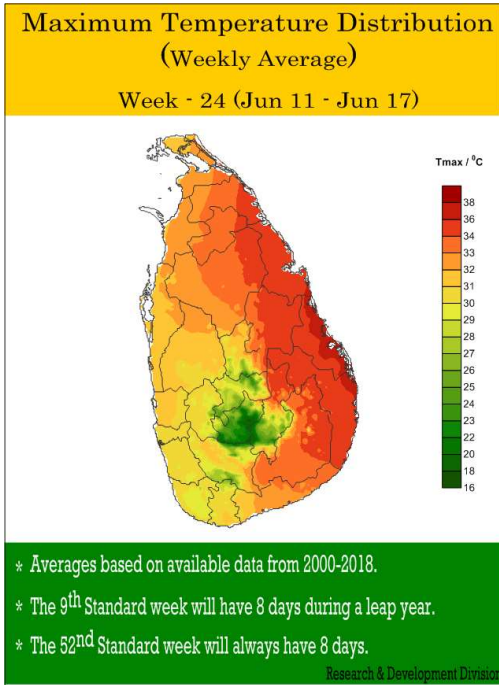 Maximum Temperature Distribution
(Weekly Average)
Week - 24 (Jun 11 - Jun 17)
Tmax / ⁰C
38
36
34
33
32
31
30
29
28
27
26
25
24
23
22
20
18
16
* Averages based on available data from 2000-2018.
* The 9th Standard week will have 8 days during a leap year.
* The 52nd Standard week will always have 8 days.
Research & Development Division